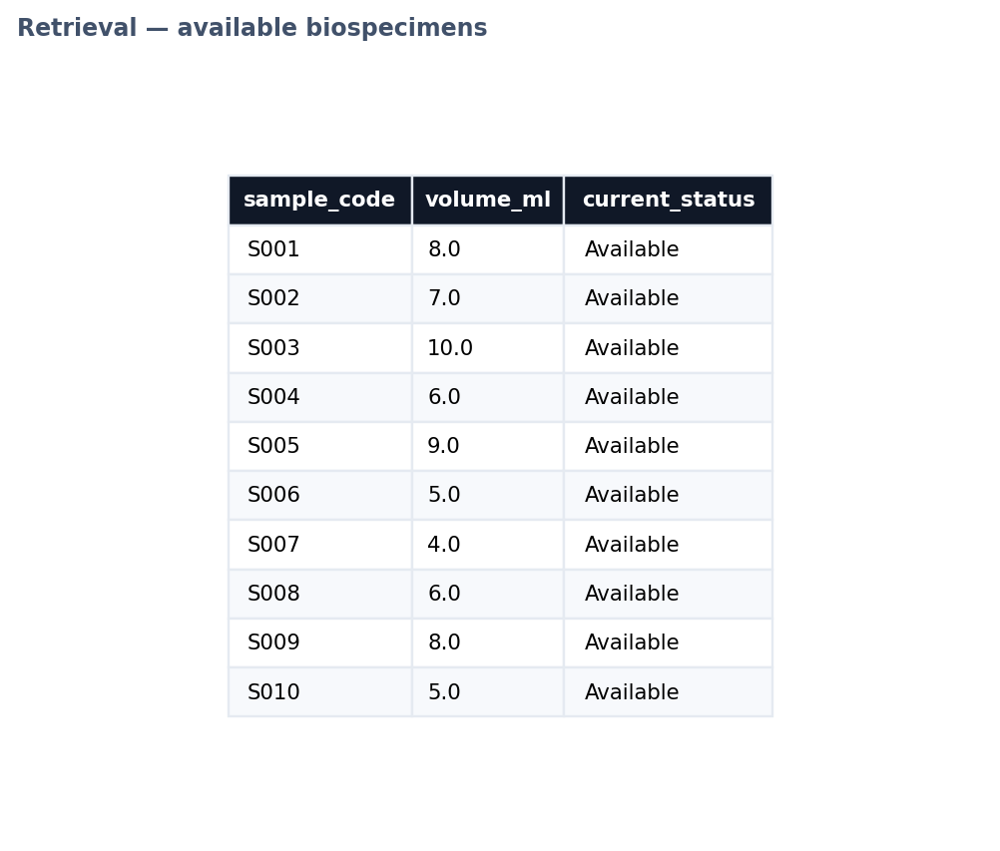 Retrieval — available biospecimens
sample_code volume_ml current_status
S001 8.0 Available
S002 7.0 Available
S003 10.0 Available
S004 6.0 Available
S005 9.0 Available
S006 5.0 Available
S007 4.0 Available
S008 6.0 Available
S009 8.0 Available
S010 5.0 Available